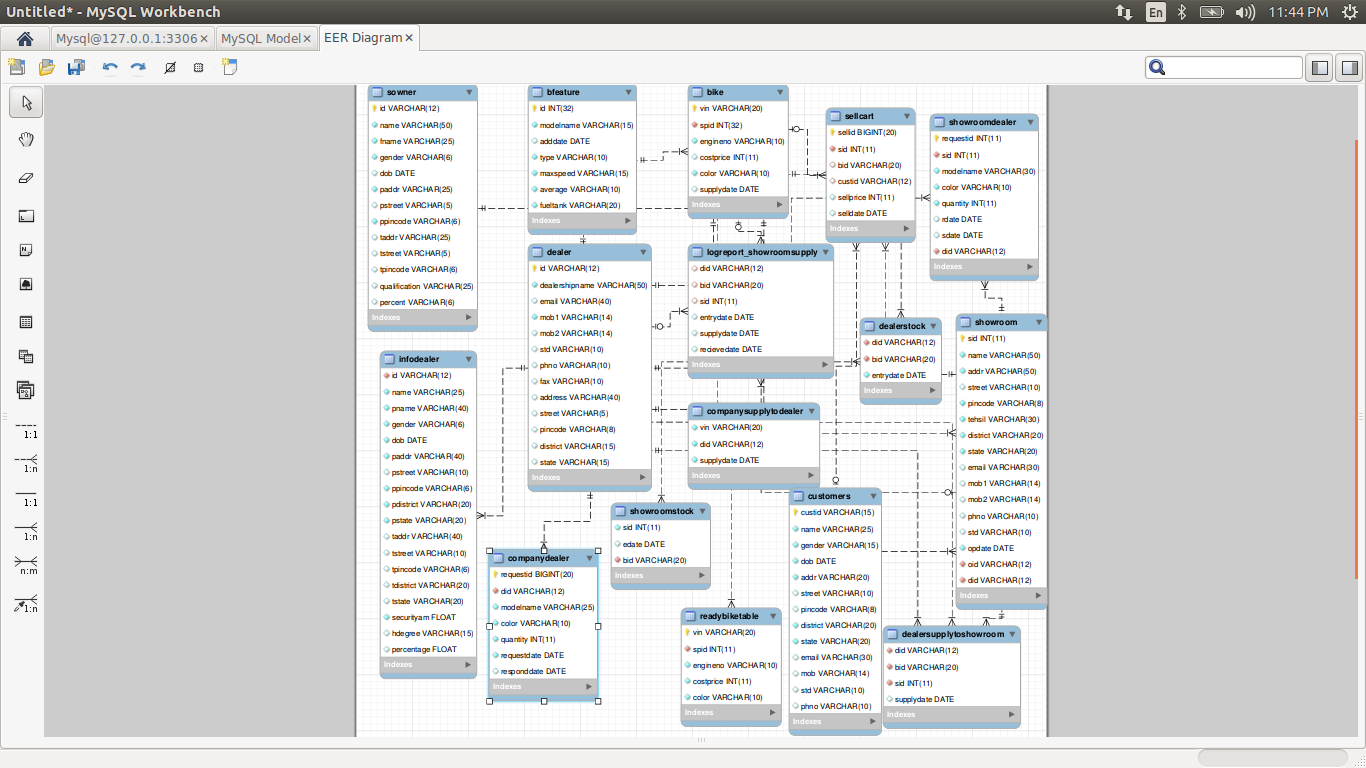 Untitled* - MySQL Workbench
En
11:44 PM
Mysql@127.0.0.1:3306
MySQL Model
EER Diagram
1:1
1:n
1:1
1:n
n:m
1:n
sowner
id VARCHAR(12)
name VARCHAR(50)
fname VARCHAR(25)
gender VARCHAR(6)
dob DATE
paddr VARCHAR(25)
pstreet VARCHAR(5)
ppincode VARCHAR(6)
taddr VARCHAR(25)
tstreet VARCHAR(5)
tpincode VARCHAR(6)
qualification VARCHAR(25)
percent VARCHAR(6)
Indexes
infodealer
id VARCHAR(12)
name VARCHAR(25)
pname VARCHAR(40)
gender VARCHAR(6)
dob DATE
paddr VARCHAR(40)
pstreet VARCHAR(10)
ppincode VARCHAR(6)
pdistrict VARCHAR(20)
pstate VARCHAR(20)
taddr VARCHAR(40)
tstreet VARCHAR(10)
tpincode VARCHAR(6)
tdistrict VARCHAR(20)
tstate VARCHAR(20)
securityam FLOAT
hdegree VARCHAR(15)
percentage FLOAT
Indexes
bfeature
id INT(32)
modelname VARCHAR(15)
adddate DATE
type VARCHAR(10)
maxspeed VARCHAR(15)
average VARCHAR(10)
fueltank VARCHAR(20)
Indexes
dealer
id VARCHAR(12)
dealershipname VARCHAR(50)
email VARCHAR(40)
mob1 VARCHAR(14)
mob2 VARCHAR(14)
std VARCHAR(10)
phno VARCHAR(10)
fax VARCHAR(10)
address VARCHAR(40)
street VARCHAR(5)
pincode VARCHAR(8)
district VARCHAR(15)
state VARCHAR(15)
Indexes
companydealer
requestid BIGINT(20)
did VARCHAR(12)
modelname VARCHAR(25)
color VARCHAR(10)
quantity INT(11)
requestdate DATE
responddate DATE
Indexes
bike
vin VARCHAR(20)
spid INT(32)
engineno VARCHAR(10)
costprice INT(11)
color VARCHAR(10)
supplydate DATE
Indexes
logreport_showroomsupply
did VARCHAR(12)
bid VARCHAR(20)
sid INT(11)
entrydate DATE
supplydate DATE
recievedate DATE
Indexes
companysupplytodealer
vin VARCHAR(20)
did VARCHAR(12)
supplydate DATE
Indexes
showroomstock
sid INT(11)
edate DATE
bid VARCHAR(20)
Indexes
readybiketable
vin VARCHAR(20)
spid INT(11)
engineno VARCHAR(10)
costprice INT(11)
color VARCHAR(10)
Indexes
sellcart
sellid BIGINT(20)
sid INT(11)
bid VARCHAR(20)
custid VARCHAR(12)
sellprice INT(11)
selldate DATE
Indexes
dealerstock
did VARCHAR(12)
bid VARCHAR(20)
entrydate DATE
Indexes
customers
custid VARCHAR(15)
name VARCHAR(25)
gender VARCHAR(15)
dob DATE
addr VARCHAR(20)
street VARCHAR(10)
pincode VARCHAR(8)
district VARCHAR(20)
state VARCHAR(20)
email VARCHAR(30)
mob VARCHAR(14)
std VARCHAR(10)
phno VARCHAR(10)
Indexes
showroomdealer
requestid INT(11)
sid INT(11)
modelname VARCHAR(30)
color VARCHAR(10)
quantity INT(11)
rdate DATE
sdate DATE
did VARCHAR(12)
Indexes
showroom
sid INT(11)
name VARCHAR(50)
addr VARCHAR(50)
street VARCHAR(10)
pincode VARCHAR(8)
tehsil VARCHAR(30)
district VARCHAR(20)
state VARCHAR(20)
email VARCHAR(30)
mob1 VARCHAR(14)
mob2 VARCHAR(14)
phno VARCHAR(10)
std VARCHAR(10)
opdate DATE
oid VARCHAR(12)
did VARCHAR(12)
Indexes
dealersupplytoshowroom
did VARCHAR(12)
bid VARCHAR(20)
sid INT(11)
supplydate DATE
Indexes